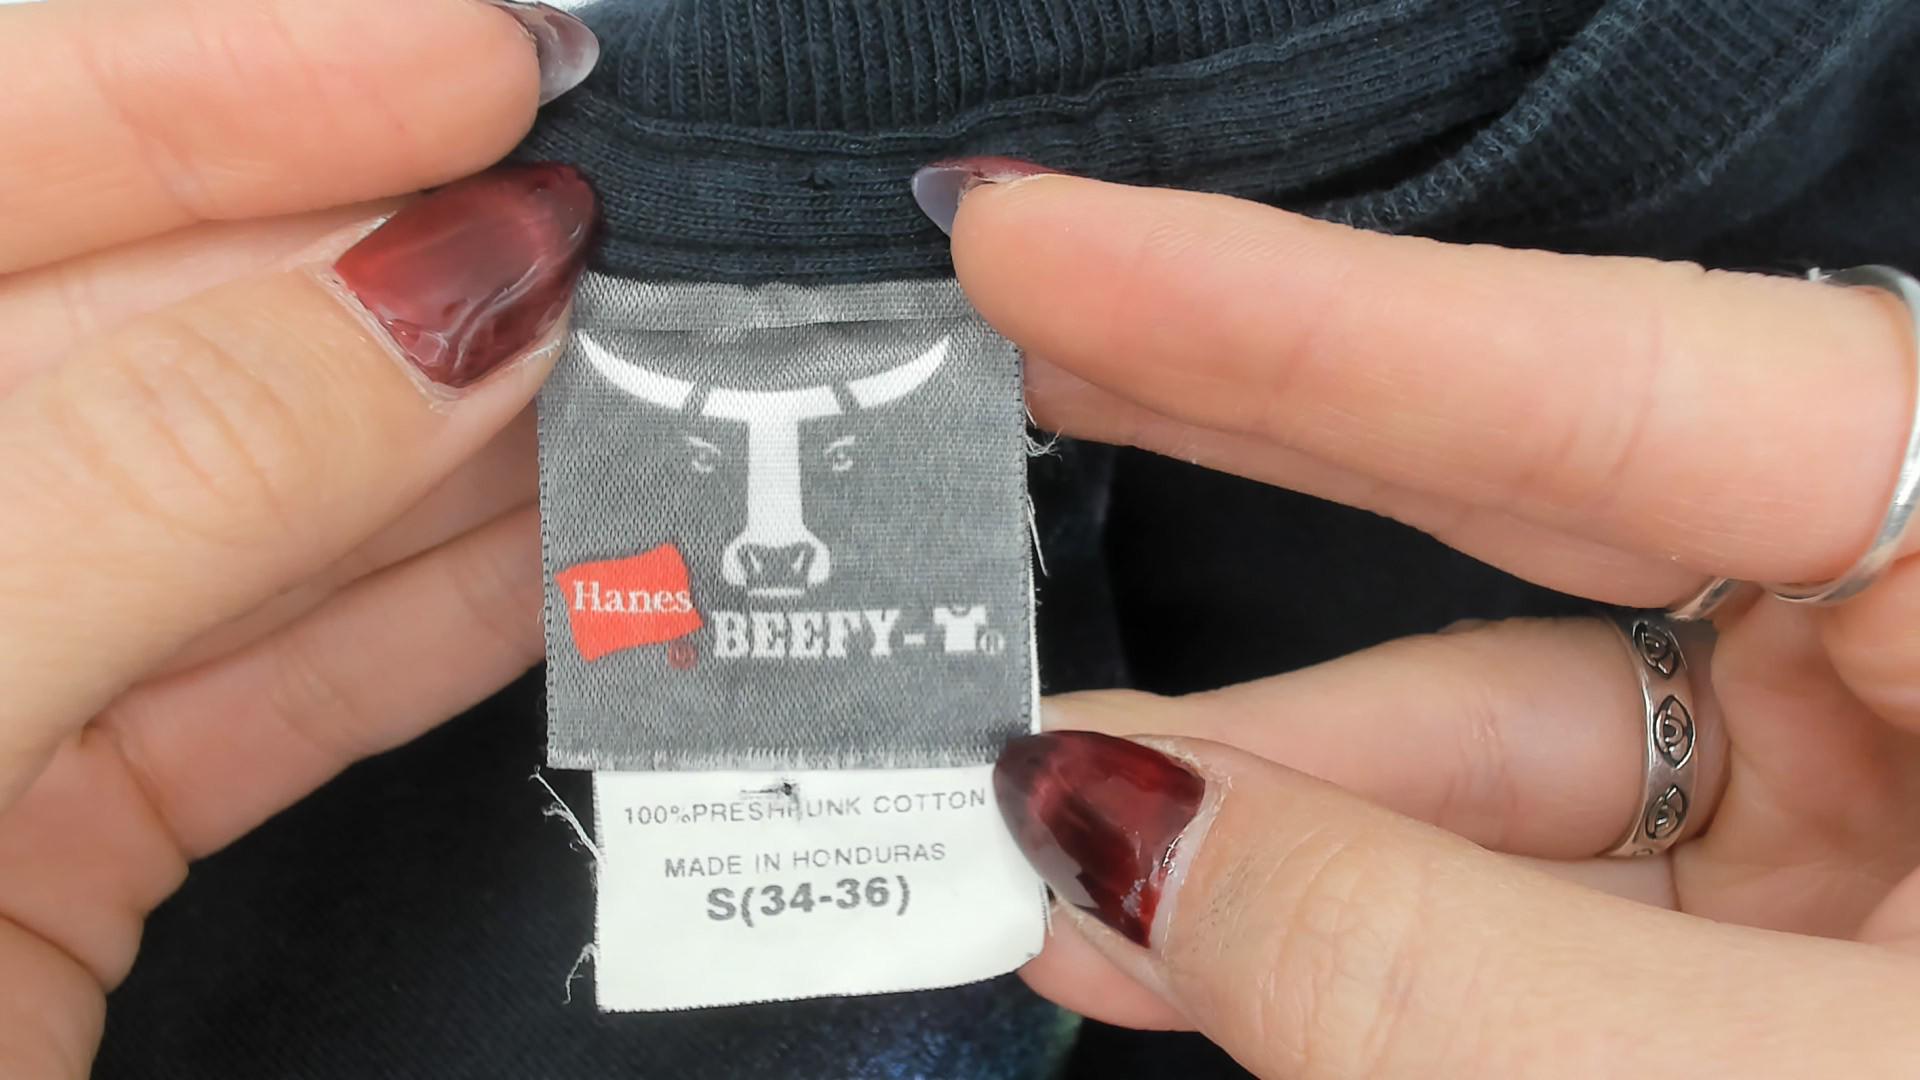 Hanes ®
BEEFY-T®
100%PRESHRUNK COTTON
MADE IN HONDURAS
S(34-36)